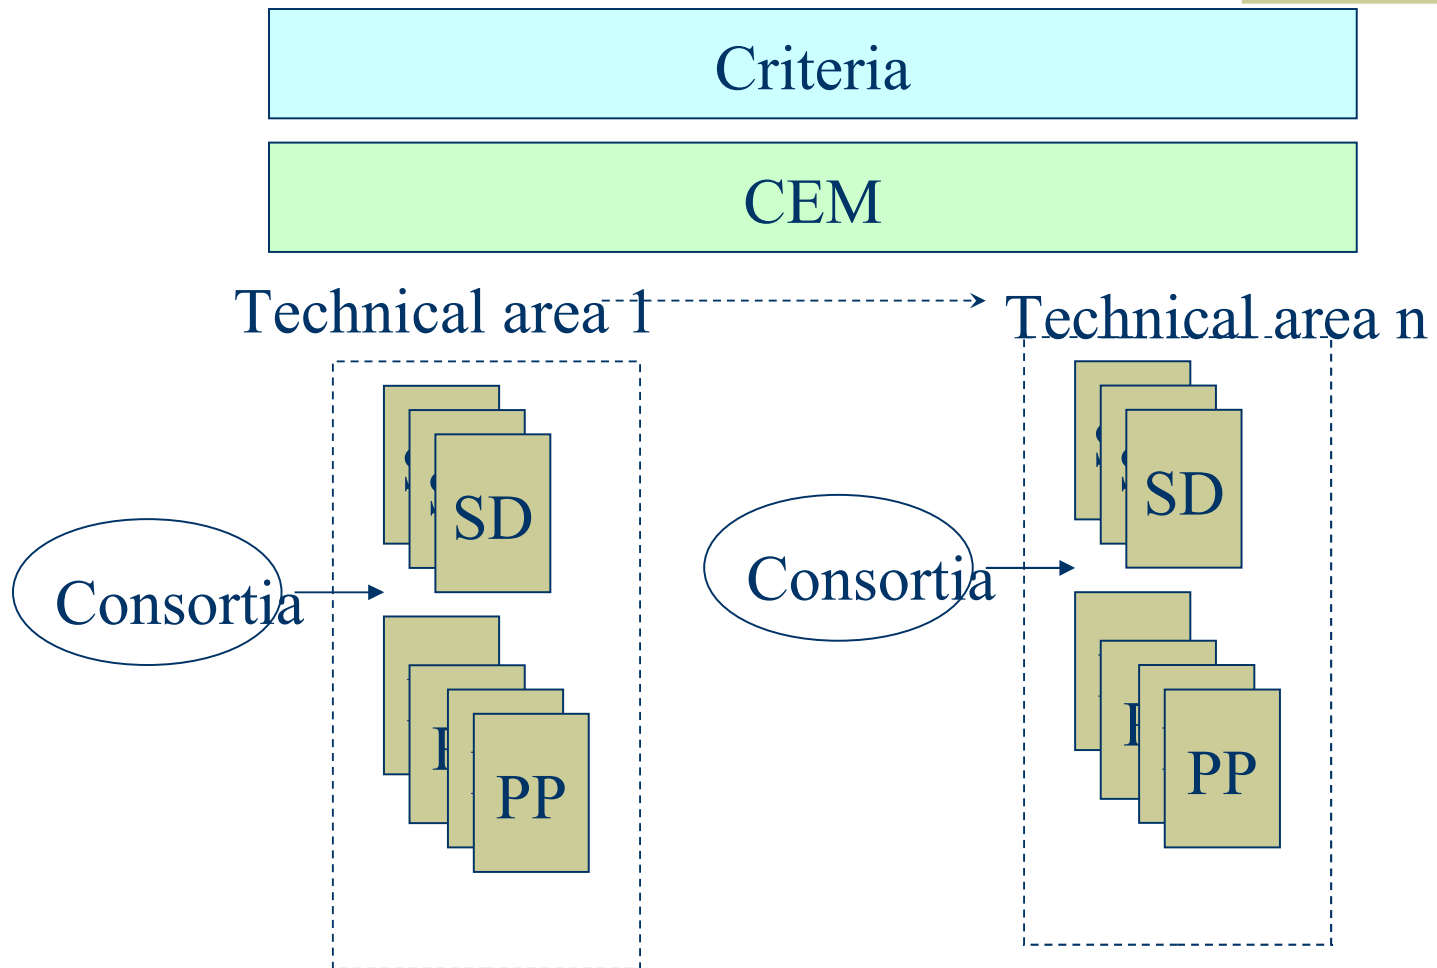 Criteria
CEM
Technical area 1
Technical area n
SD
SD
Consortia
Consortia
PP
PP